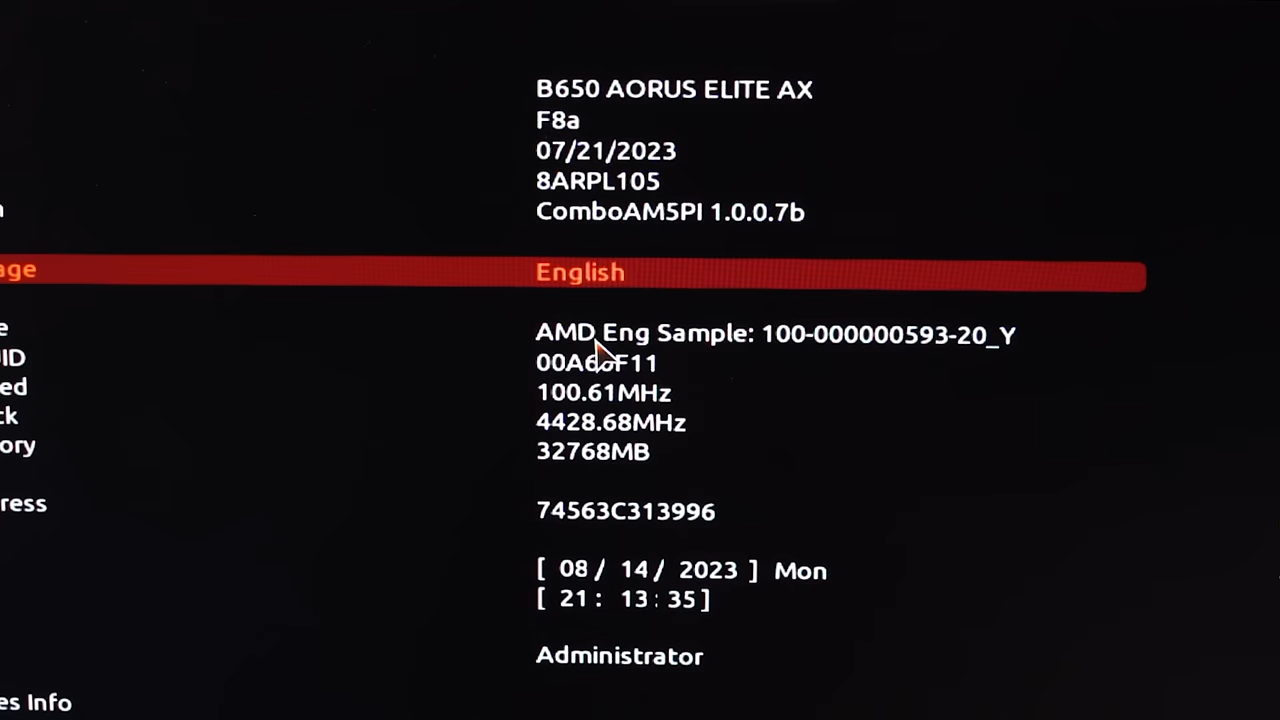 B650 AORUS ELITE AX
F8a
07/21/2023
8ARPL105
ComboAM5PI 1.0.0.7b
age English
e AMD Eng Sample: 100-000000593-20_Y
ID 00A60F11
ed 100.61MHz
ck 4428.68MHz
ory 32768MB
ress 74563C313996
[ 08/ 14/ 2023 ] Mon
[ 21: 13: 35]
Administrator
es Info